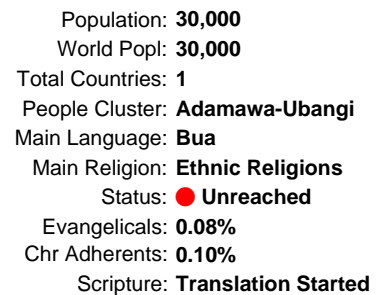 Population: 30,000
World Popl: 30,000
Total Countries: 1
People Cluster: Adamawa-Ubangi
Main Language: Bua
Main Religion: Ethnic Religions
Status: Unreached
Evangelicals: 0.08%
Chr Adherents: 0.10%
Scripture: Translation Started